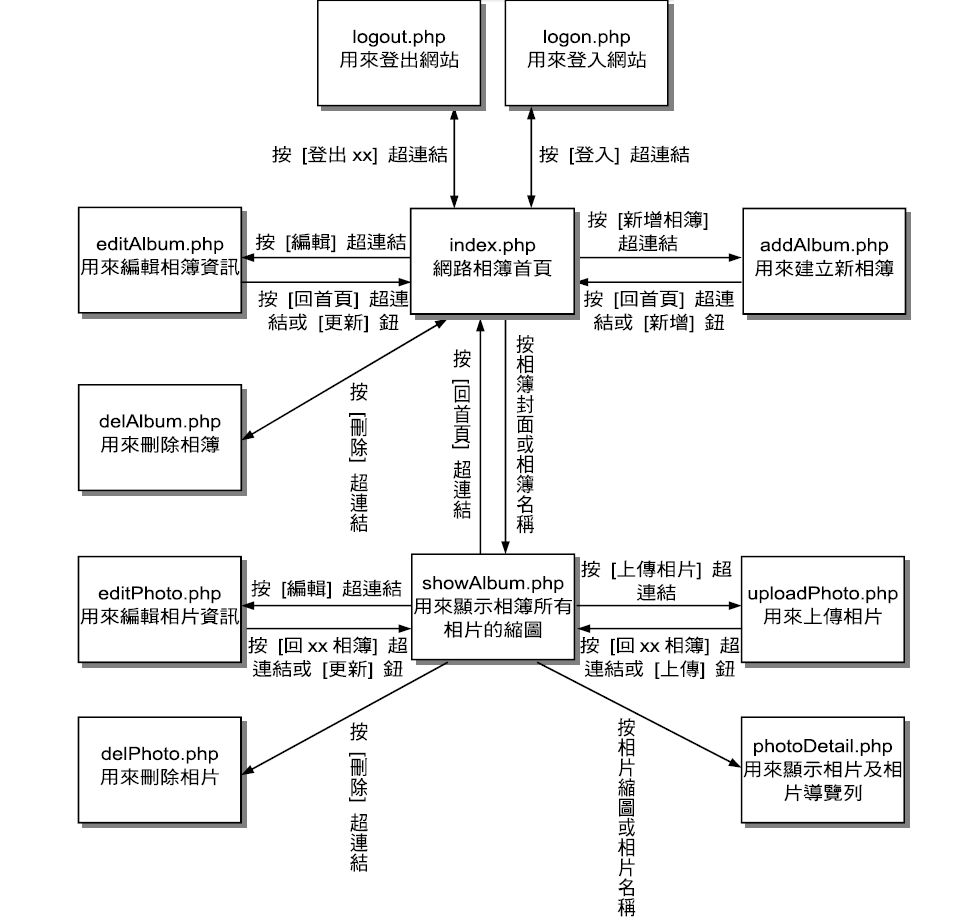 logout.php
用來登出網站
logon.php
用來登入網站
按 [登出 xx] 超連結
按 [登入] 超連結
editAlbum.php
用來編輯相簿資訊
按 [編輯] 超連結
index.php
網路相簿首頁
按 [新增相簿]
超連結
addAlbum.php
用來建立新相簿
按 [回首頁] 超連
結或 [更新] 鈕
按 [回首頁] 超連
結或 [新增] 鈕
delAlbum.php
用來刪除相簿
按 [刪除] 超連結
按 [回首頁] 超連結
按相簿封面或相簿名稱
editPhoto.php
用來編輯相片資訊
按 [編輯] 超連結
showAlbum.php
用來顯示相簿所有
相片的縮圖
按 [上傳相片] 超
連結
uploadPhoto.php
用來上傳相片
按 [回 xx 相簿] 超
連結或 [更新] 鈕
按 [回 xx 相簿] 超
連結或 [上傳] 鈕
delPhoto.php
用來刪除相片
按 [刪除] 超連結
按相片縮圖或相片名稱
photoDetail.php
用來顯示相片及相
片導覽列